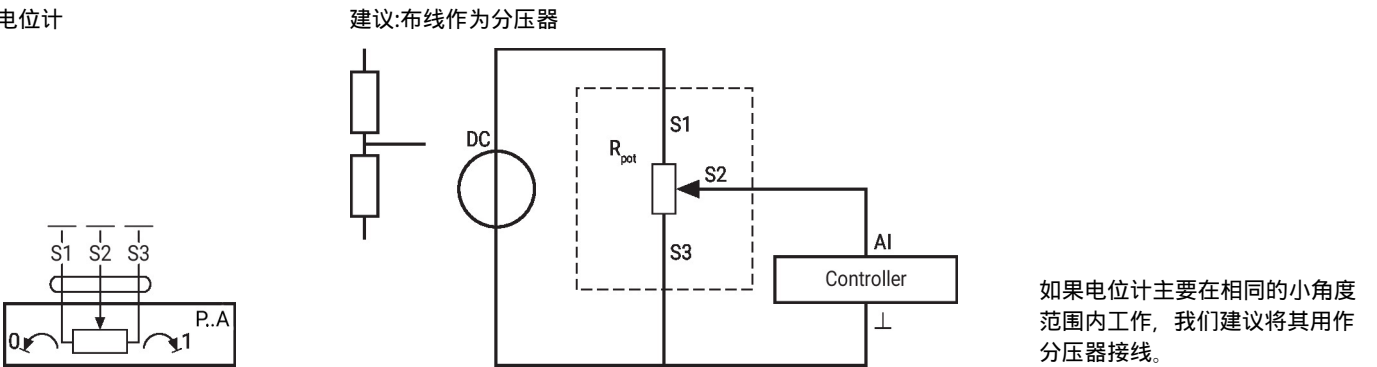 电位计
建议:布线作为分压器
S1 S2 S3
P..A
0 1
DC
Rpot
S1
S2
S3
AI
Controller
⊥
如果电位计主要在相同的小角度
范围内工作，我们建议将其用作
分压器接线。